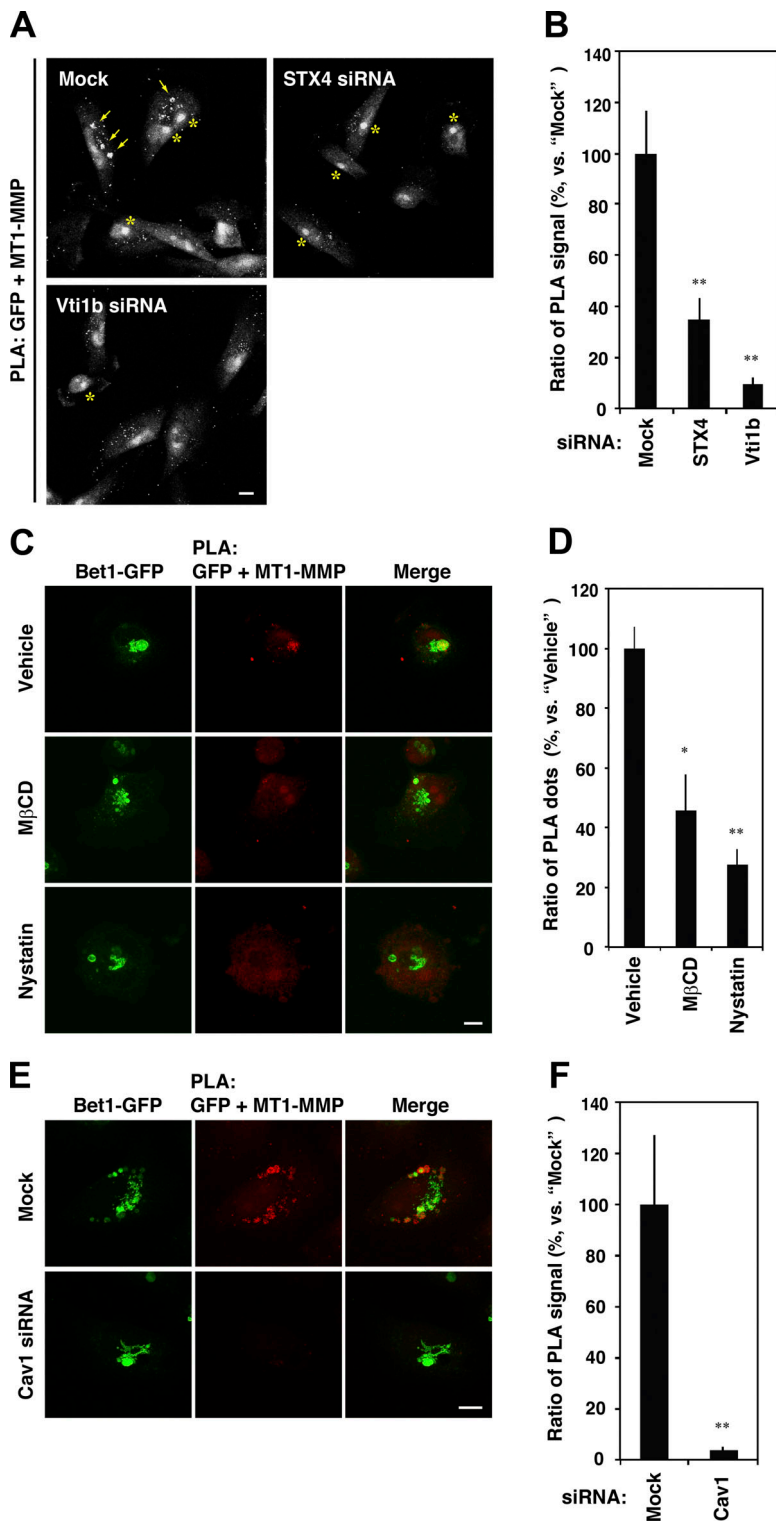 A
PLA: GFP + MT1-MMP
Mock
STX4 siRNA
*
*
*
*
*
*
*
Vti1b siRNA
*
B
Ratio of PLA signal (%, vs. “Mock” )
140
120
100
80
60
40
20
0
**
**
siRNA:
Mock
STX4
Vti1b
C
PLA:
Bet1-GFP GFP + MT1-MMP Merge
Vehicle
MβCD
Nystatin
D
Ratio of PLA dots (%, vs. “Vehicle” )
120
100
80
60
40
20
0
*
**
Vehicle
MβCD
Nystatin
E
PLA:
Bet1-GFP GFP + MT1-MMP Merge
Mock
Cav1 siRNA
F
Ratio of PLA signal (%, vs. “Mock” )
140
120
100
80
60
40
20
0
**
siRNA:
Mock
Cav1